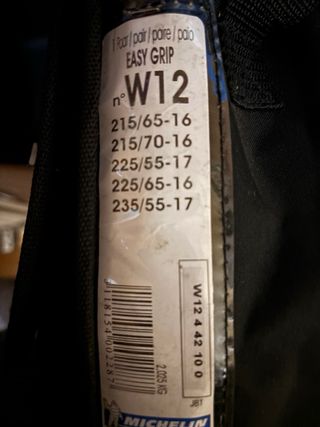 1 Paar / pair / paire / paio
EASY GRIP
n° W12
215/65-16
215/70-16
225/55-17
225/65-16
235/55-17
W12 4 42 10 0
2,025 KG
JBT
MICHELIN